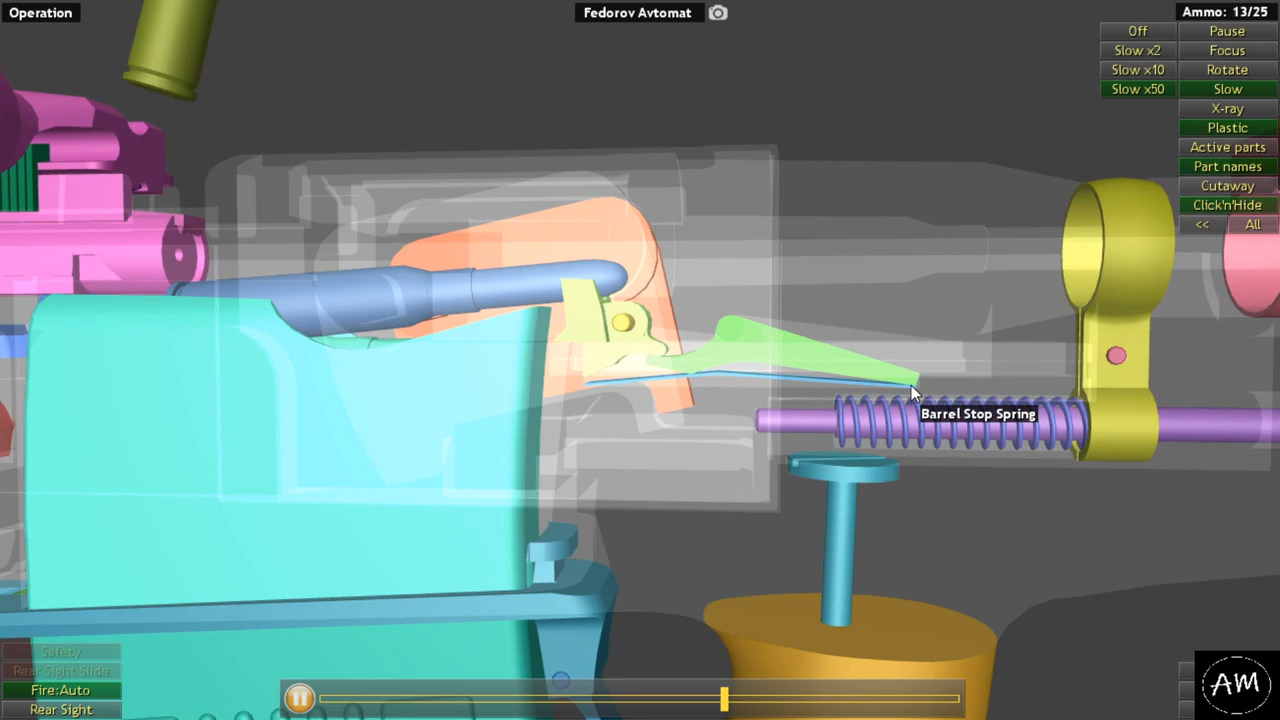 Operation
Fedorov Avtomat
Ammo: 13/25
Off
Pause
Slow x2
Focus
Slow x10
Rotate
Slow x50
Slow
X-ray
Plastic
Active parts
Part names
Cutaway
Click'n'Hide
<< All
Barrel Stop Spring
Safety
Rear Sight Slide
Fire:Auto
Rear Sight
AM